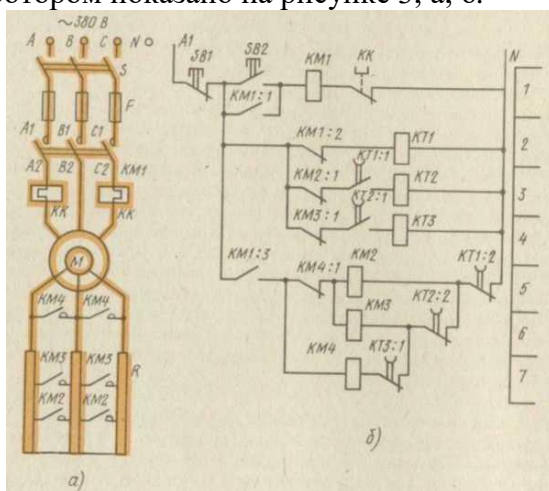 отором показано на рисунке 3, а, б.
~380 В
A B C N
S
F
A1 B1 C1
A2 B2 C2 KM1
KK KK
M
KM4 KM4
KM3 KM3 R
KM2 KM2
а)
A1 N
SB1 SB2 KM1 KK 1
KM1:1
KM1:2 KT1 2
KM2:1 KT1:1 KT2 3
KM3:1 KT2:1 KT3 4
KM1:3 KM4:1 KM2 KT1:2 5
KM3 KT2:2 6
KM4 KT3:1 7
б)